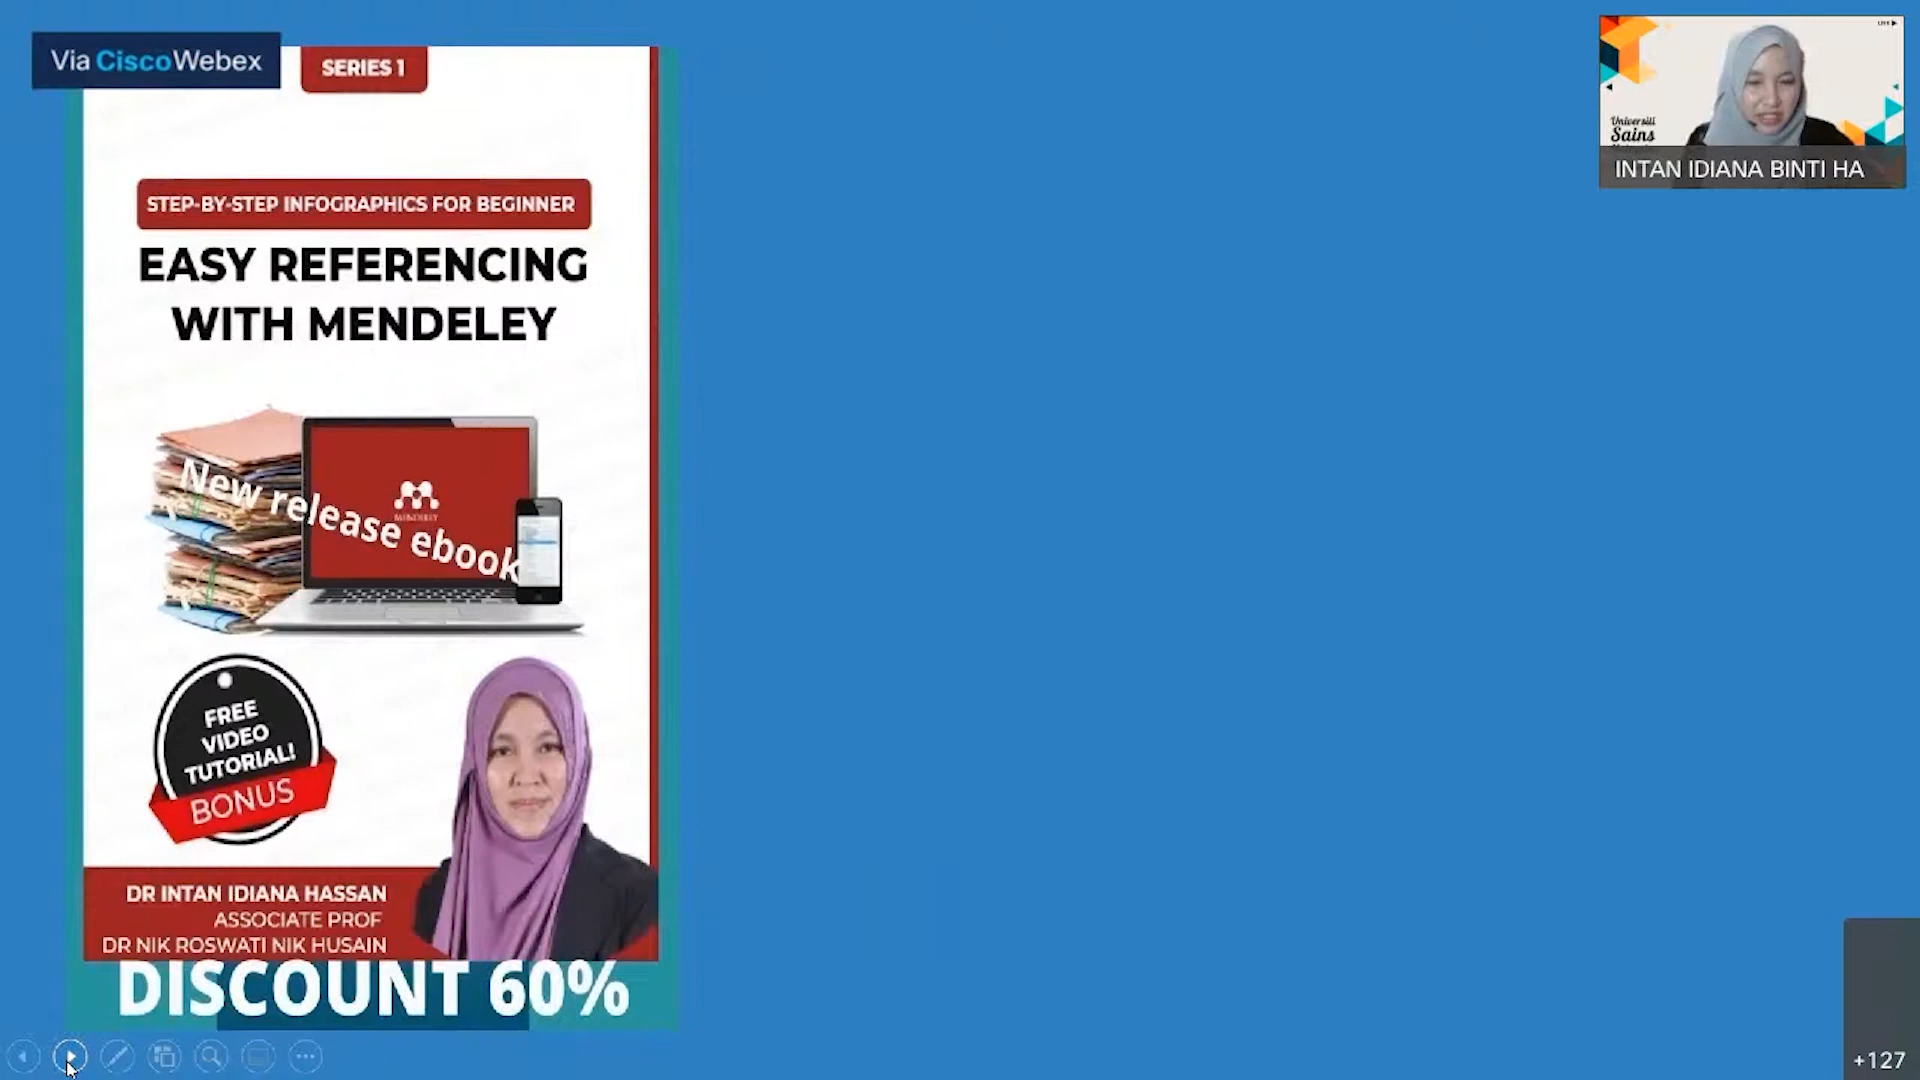 Via CiscoWebex
SERIES 1
STEP-BY-STEP INFOGRAPHICS FOR BEGINNER
EASY REFERENCING
WITH MENDELEY
MENDELEY
New release ebook
FREE
VIDEO
TUTORIAL!
BONUS
DR INTAN IDIANA HASSAN
ASSOCIATE PROF
DR NIK ROSWATI NIK HUSAIN
DISCOUNT 60%
Universiti
Sains
INTAN IDIANA BINTI HA
+127